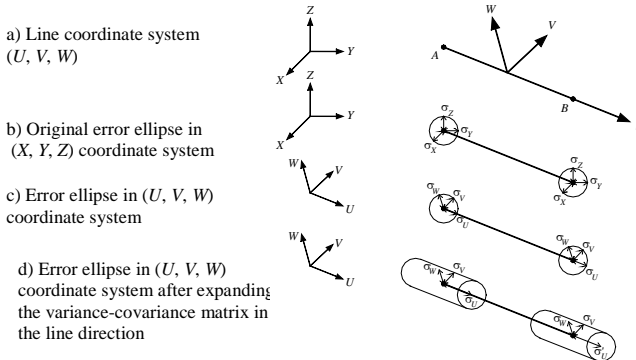 a) Line coordinate system
(U, V, W)
Z
Y
X
W
V
A
B
b) Original error ellipse in
(X, Y, Z) coordinate system
Z
Y
X
σZ
σY
σX
σZ
σY
σX
c) Error ellipse in (U, V, W)
coordinate system
W
V
U
σW
σV
σU
σW
σV
σU
d) Error ellipse in (U, V, W)
coordinate system after expanding
the variance-covariance matrix in
the line direction
W
V
U
σW
σV
σU
σW
σV
σ'U